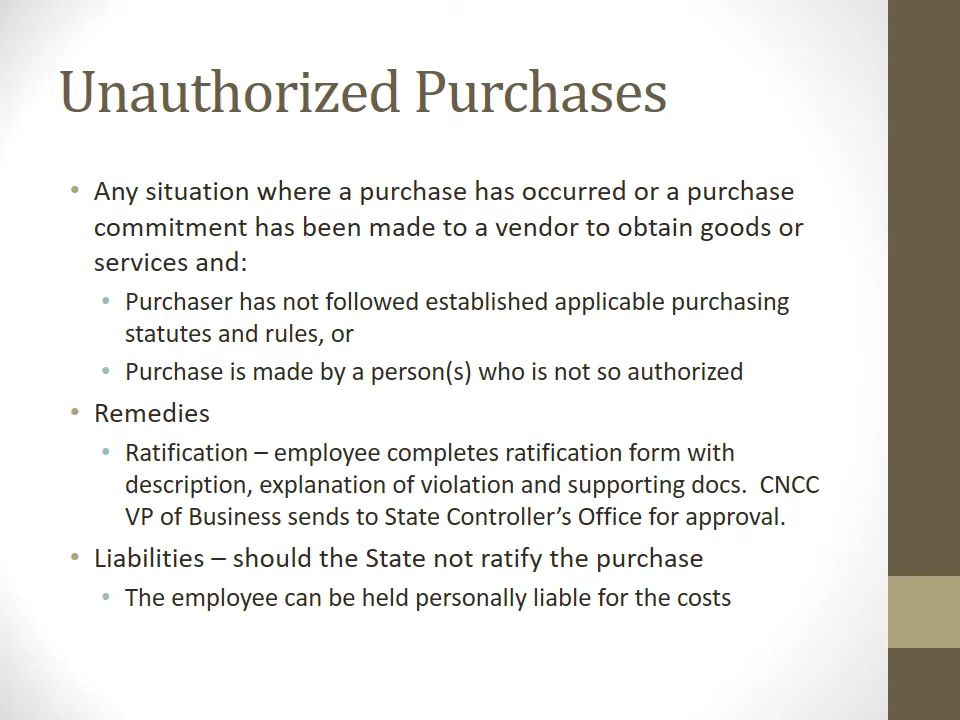 Unauthorized Purchases
• Any situation where a purchase has occurred or a purchase
commitment has been made to a vendor to obtain goods or
services and:
• Purchaser has not followed established applicable purchasing
statutes and rules, or
• Purchase is made by a person(s) who is not so authorized
• Remedies
• Ratification – employee completes ratification form with
description, explanation of violation and supporting docs.  CNCC
VP of Business sends to State Controller’s Office for approval.
• Liabilities – should the State not ratify the purchase
• The employee can be held personally liable for the costs